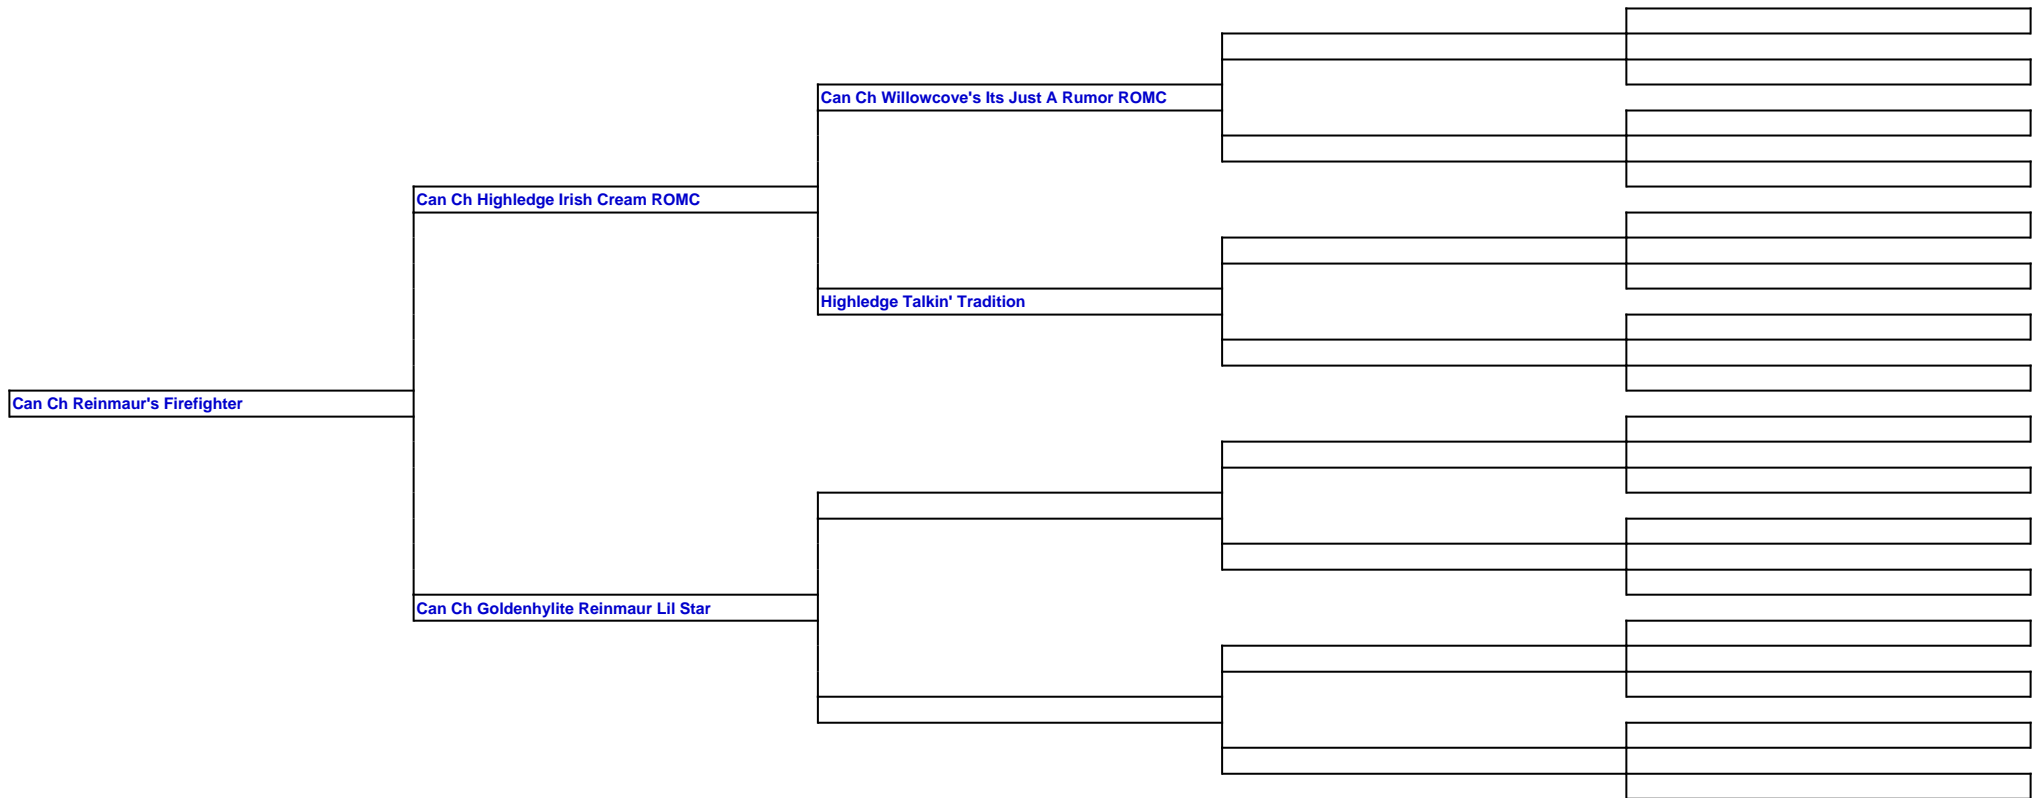 Can Ch Willowcove's Its Just A Rumor ROMC
Can Ch Highledge Irish Cream ROMC
Highledge Talkin' Tradition
Can Ch Reinmaur's Firefighter
Can Ch Goldenhylite Reinmaur Lil Star